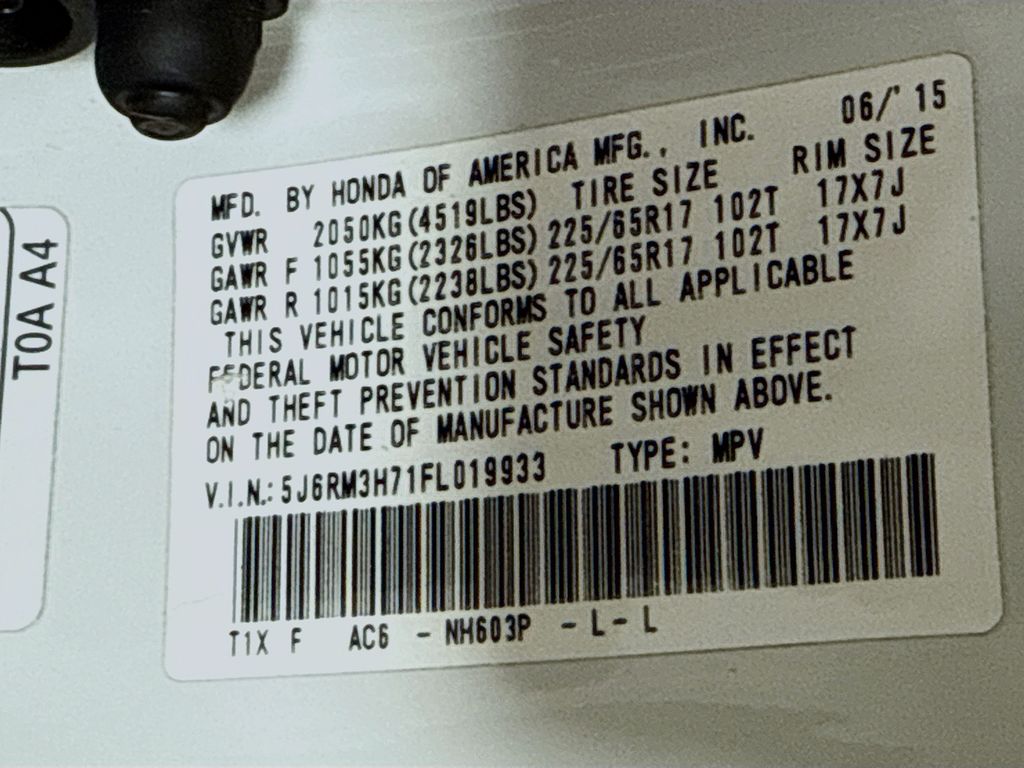 MFD. BY HONDA OF AMERICA MFG., INC. 06/'15
GVWR 2050KG(4519LBS) TIRE SIZE RIM SIZE
GAWR F 1055KG(2326LBS) 225/65R17 102T 17X7J
GAWR R 1015KG(2238LBS) 225/65R17 102T 17X7J
THIS VEHICLE CONFORMS TO ALL APPLICABLE
FEDERAL MOTOR VEHICLE SAFETY
AND THEFT PREVENTION STANDARDS IN EFFECT
ON THE DATE OF MANUFACTURE SHOWN ABOVE.
V.I.N.: 5J6RM3H71FL019933 TYPE: MPV
T1X F AC6 - NH603P - L- L
T0A A4